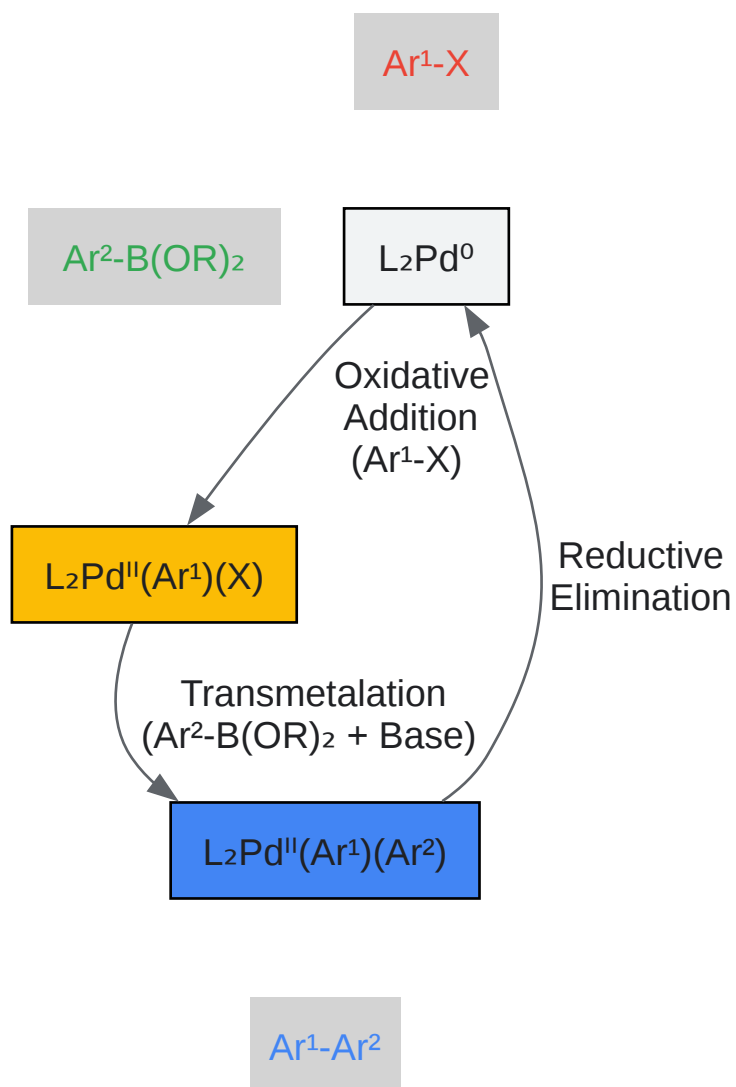 Ar¹-X
Ar²-B(OR)₂
L₂Pd⁰
Oxidative
Addition
(Ar¹-X)
L₂Pdᴵᴵ(Ar¹)(X)
Reductive
Elimination
Transmetalation
(Ar²-B(OR)₂ + Base)
L₂Pdᴵᴵ(Ar¹)(Ar²)
Ar¹-Ar²